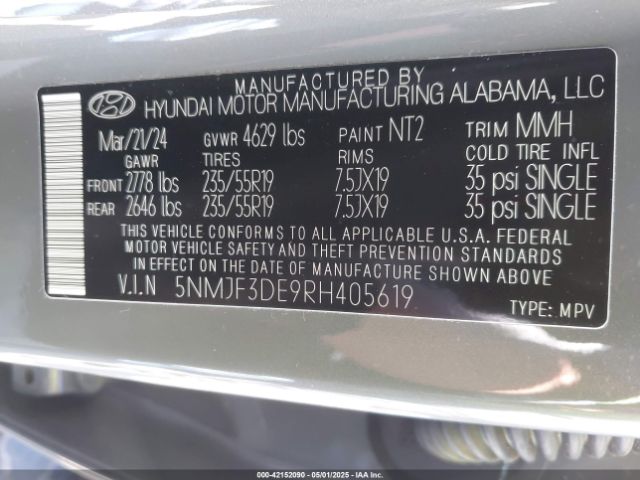 MANUFACTURED BY
HYUNDAI MOTOR MANUFACTURING ALABAMA, LLC
Mar/21/24 GVWR 4629 lbs PAINT NT2 TRIM MMH
GAWR TIRES RIMS COLD TIRE INFL
FRONT 2778 lbs 235/55R19 7.5JX19 35 psi SINGLE
REAR 2646 lbs 235/55R19 7.5JX19 35 psi SINGLE
THIS VEHICLE CONFORMS TO ALL APPLICABLE U.S.A. FEDERAL
MOTOR VEHICLE SAFETY AND THEFT PREVENTION STANDARDS
IN EFFECT ON THE DATE OF MANUFACTURE SHOWN ABOVE.
V.I.N 5NMJF3DE9RH405619
TYPE: MPV
000-42152090 - 05/01/2025 - IAAI.COM